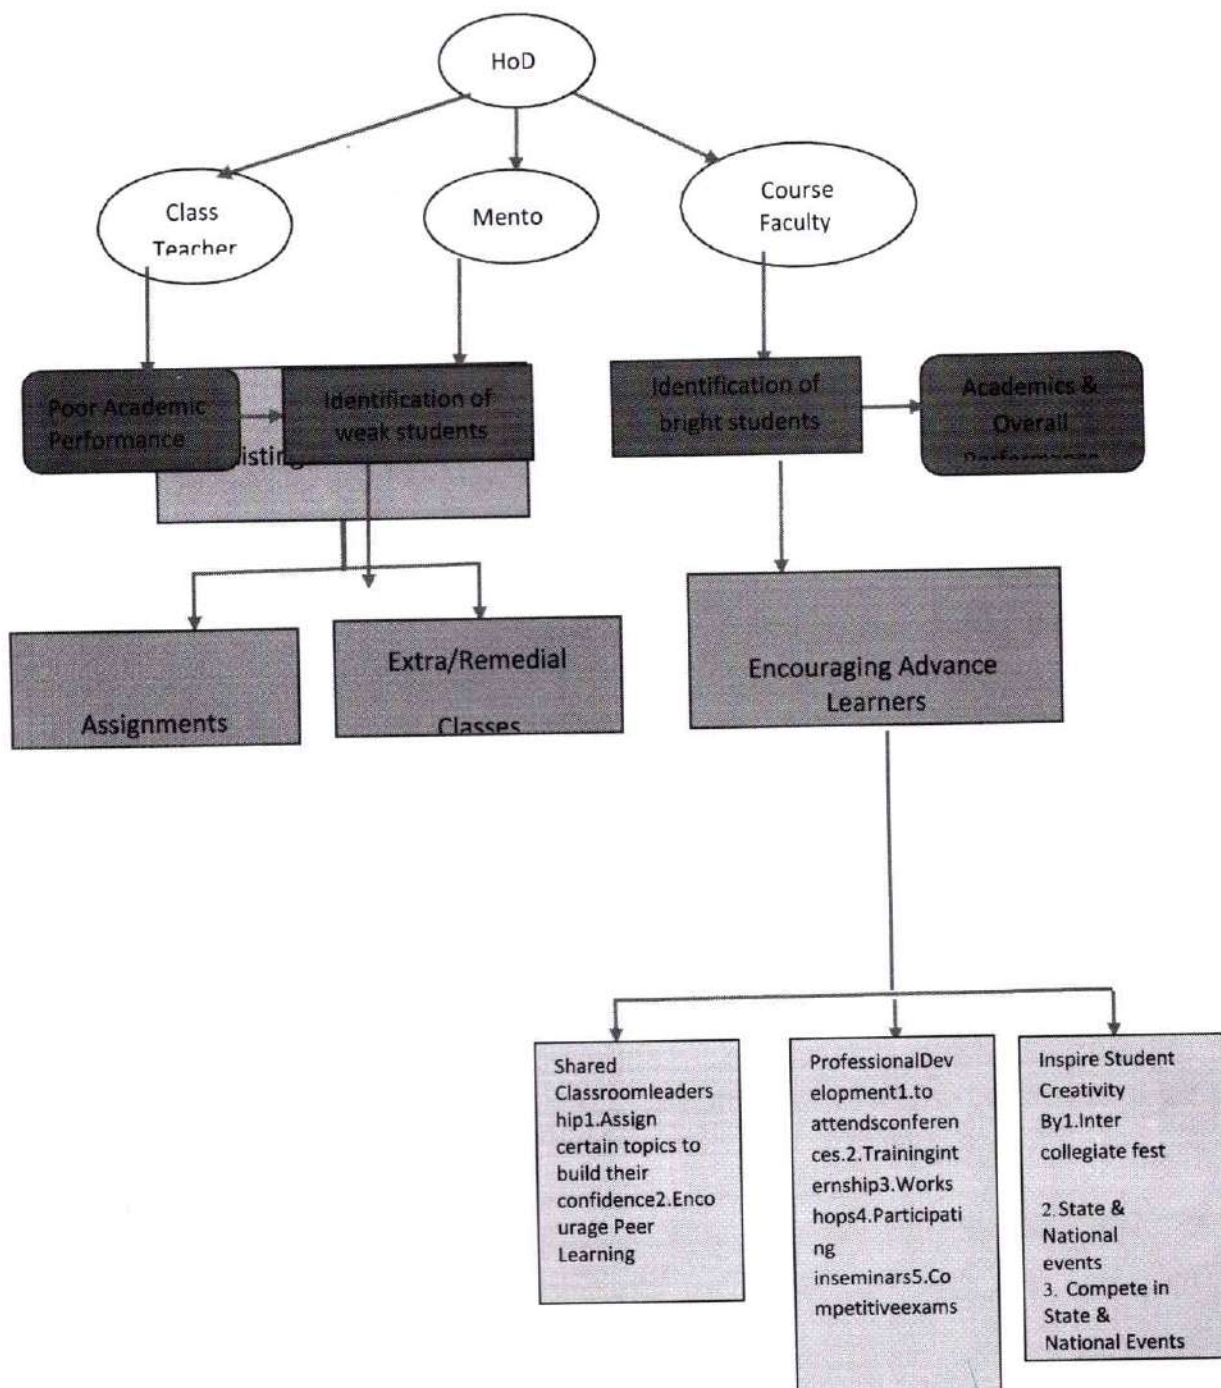 HoD
Class
Teacher
Mento
Course
Faculty
Poor Academic
Performance
Identification of
weak students
isting
Identification of
bright students
Academics &
Overall
Performance
Assignments
Extra/Remedial
Classes
Encouraging Advance
Learners
Shared
Classroomleaders
hip1.Assign
certain topics to
build their
confidence2.Enco
urage Peer
Learning
ProfessionalDev
elopment1.to
attendsconferen
ces.2.Trainingint
ernship3.Works
hops4.Participati
ng
inseminars5.Co
mpetitiveexams
Inspire Student
Creativity
By1.Inter
collegiate fest
2. State &
National
events
3. Compete in
State &
National Events